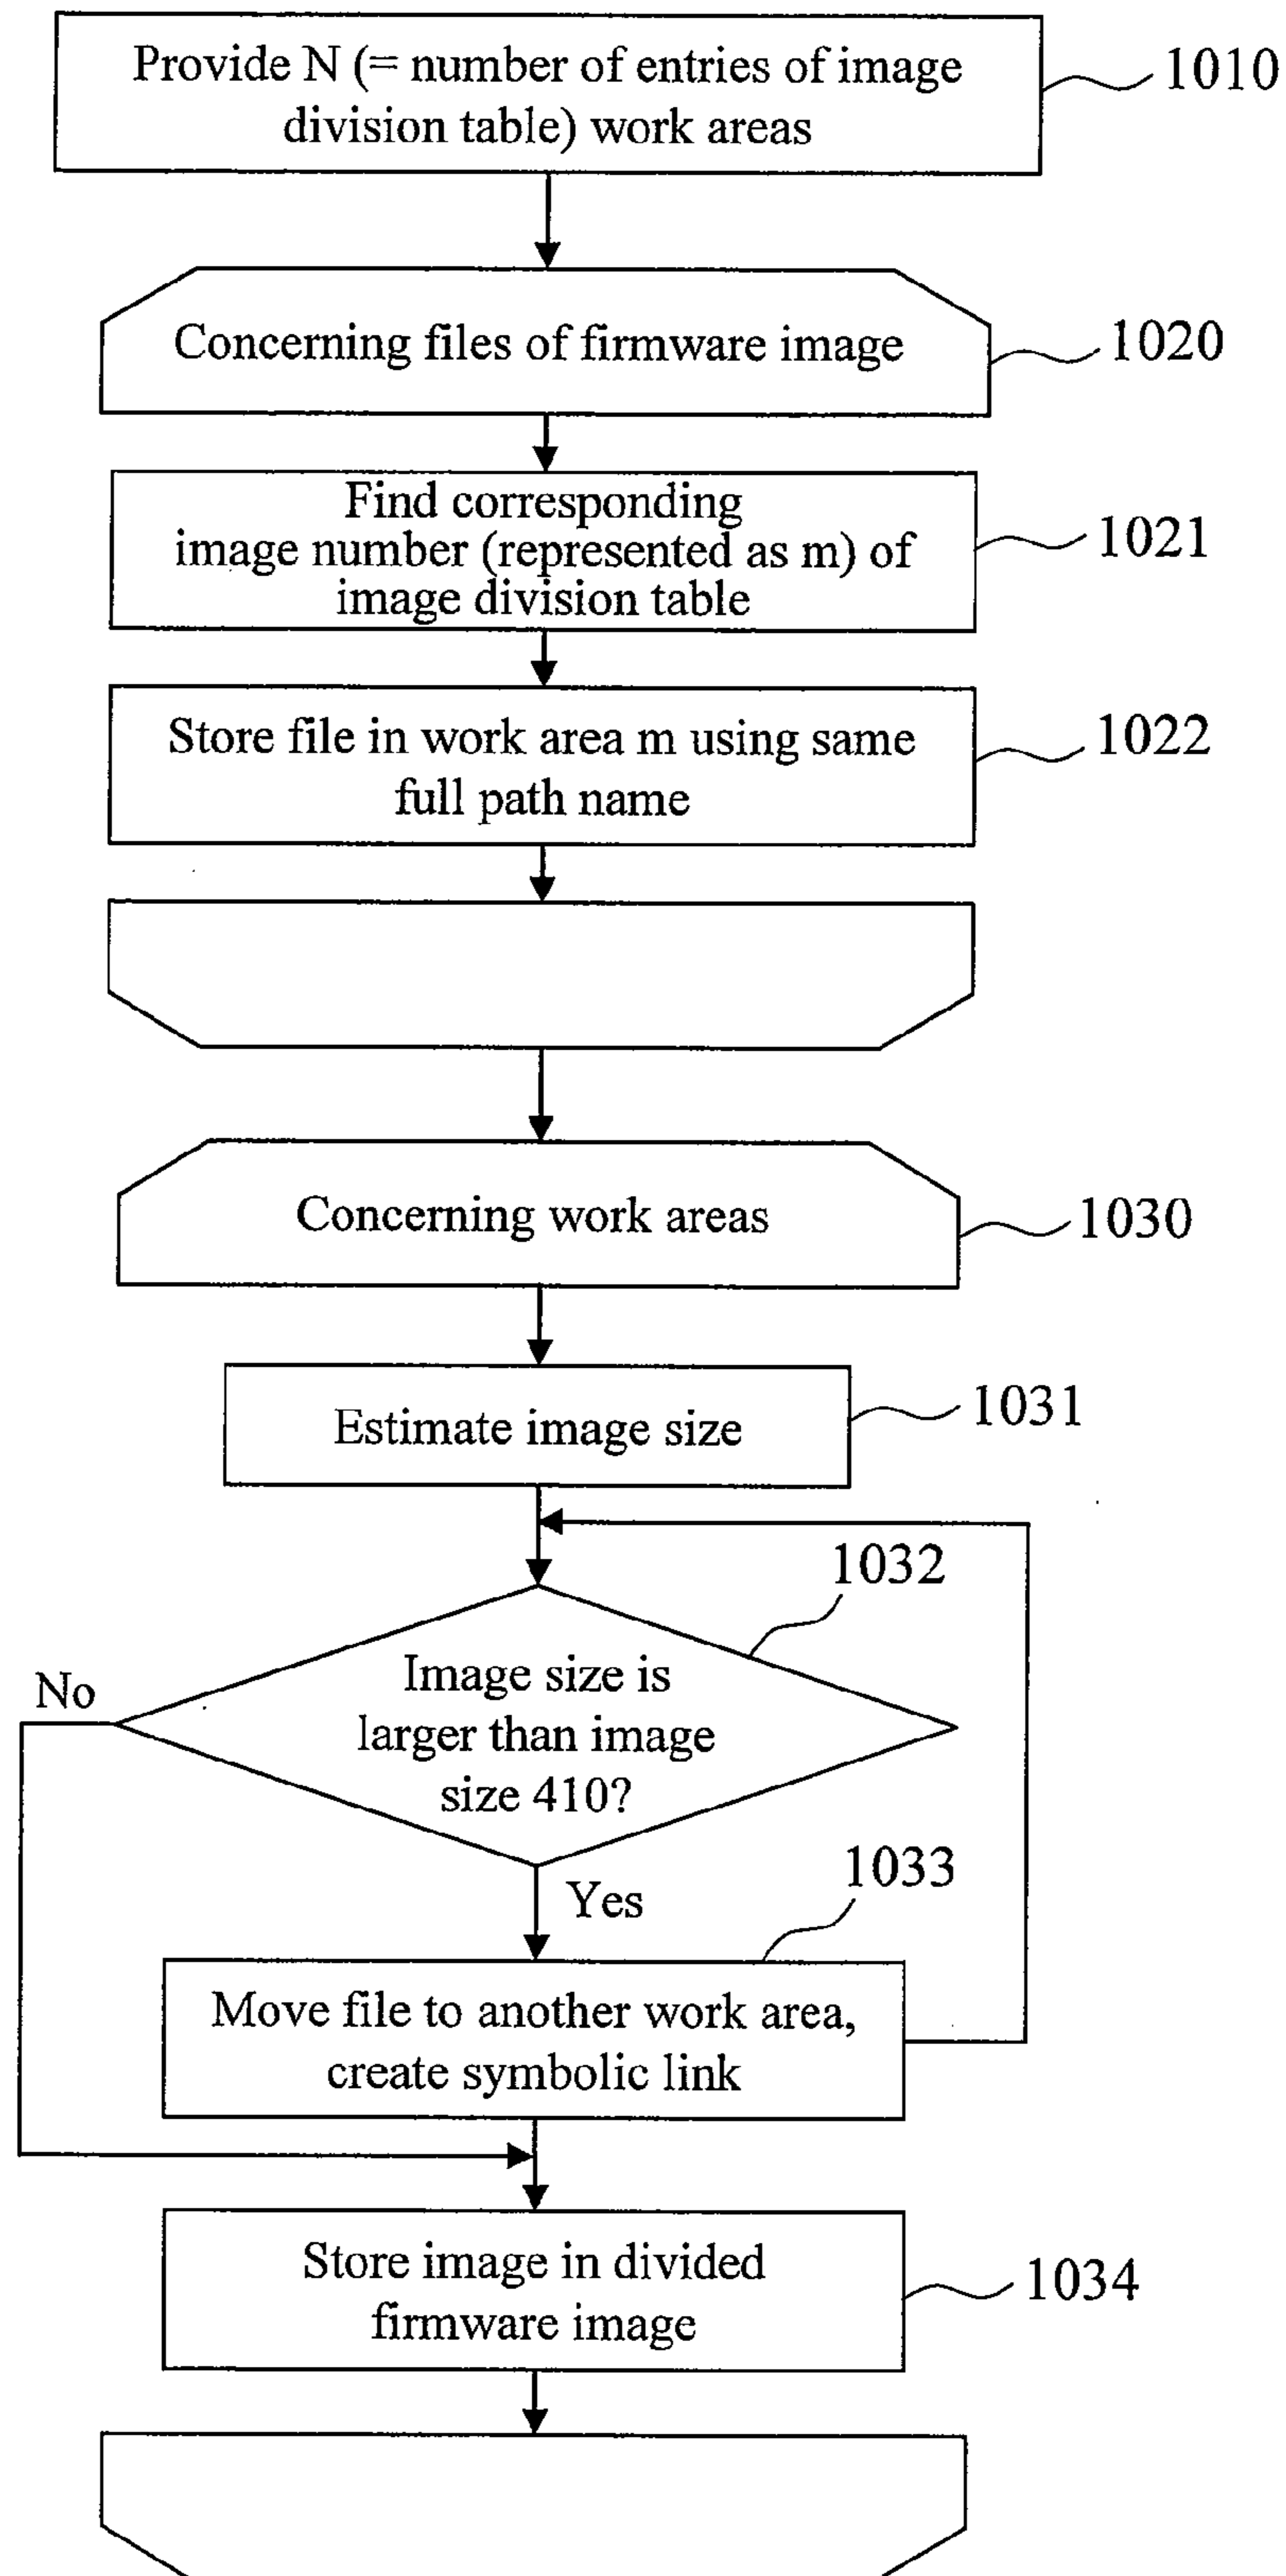 Provide N (= number of entries of image
division table) work areas
1010
Concerning files of firmware image
1020
Find corresponding
image number (represented as m) of
image division table
1021
Store file in work area m using same
full path name
1022
Concerning work areas
1030
Estimate image size
1031
1032
Image size is
larger than image
size 410?
No
Yes
1033
Move file to another work area,
create symbolic link
Store image in divided
firmware image
1034